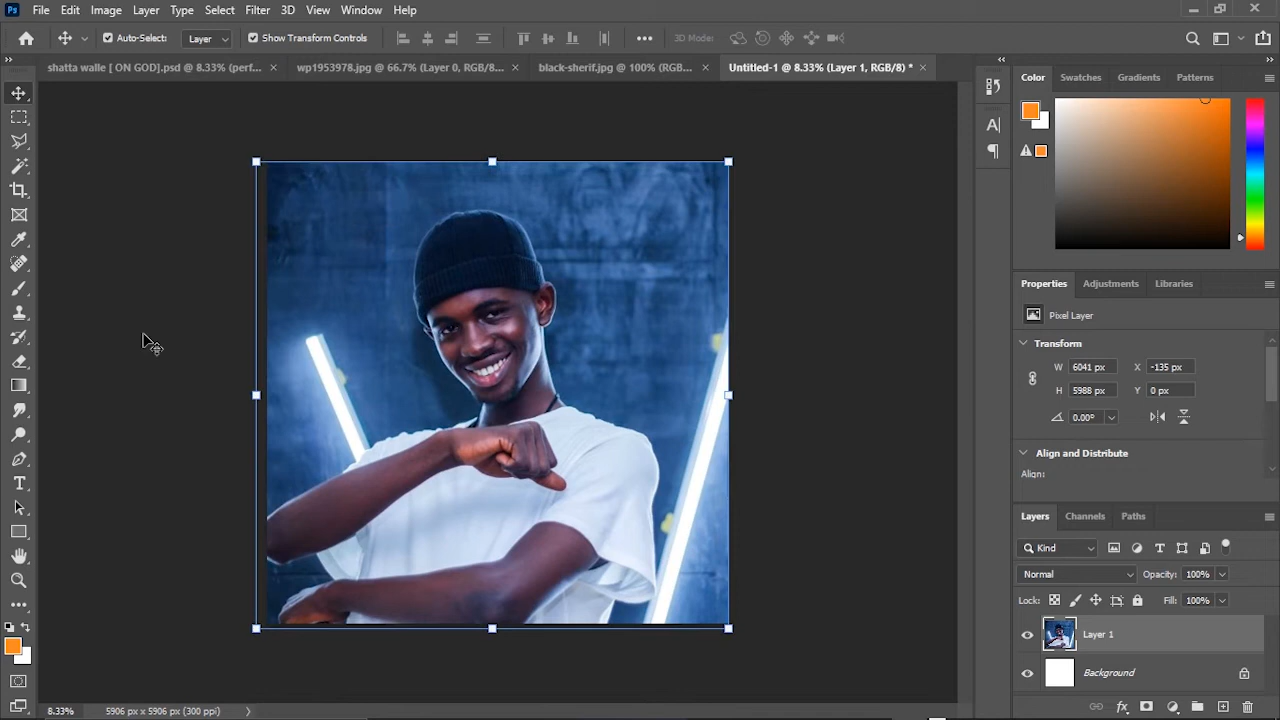 Ps File Edit Image Layer Type Select Filter 3D View Window Help
Auto-Select: Layer Show Transform Controls 3D Mode:
shatta walle [ ON GOD].psd @ 8.33% (perf... × wp1953978.jpg @ 66.7% (Layer 0, RGB/8... × black-sherif.jpg @ 100% (RGB... × Untitled-1 @ 8.33% (Layer 1, RGB/8) * ×
Color Swatches Gradients Patterns
Properties Adjustments Libraries
Pixel Layer
Transform
W 6041 px X -135 px
H 5988 px Y 0 px
0.00°
Align and Distribute
Align:
Layers Channels Paths
Kind
Normal Opacity: 100%
Lock: Fill: 100%
Layer 1
Background
fx
8.33% 5906 px x 5906 px (300 ppi)